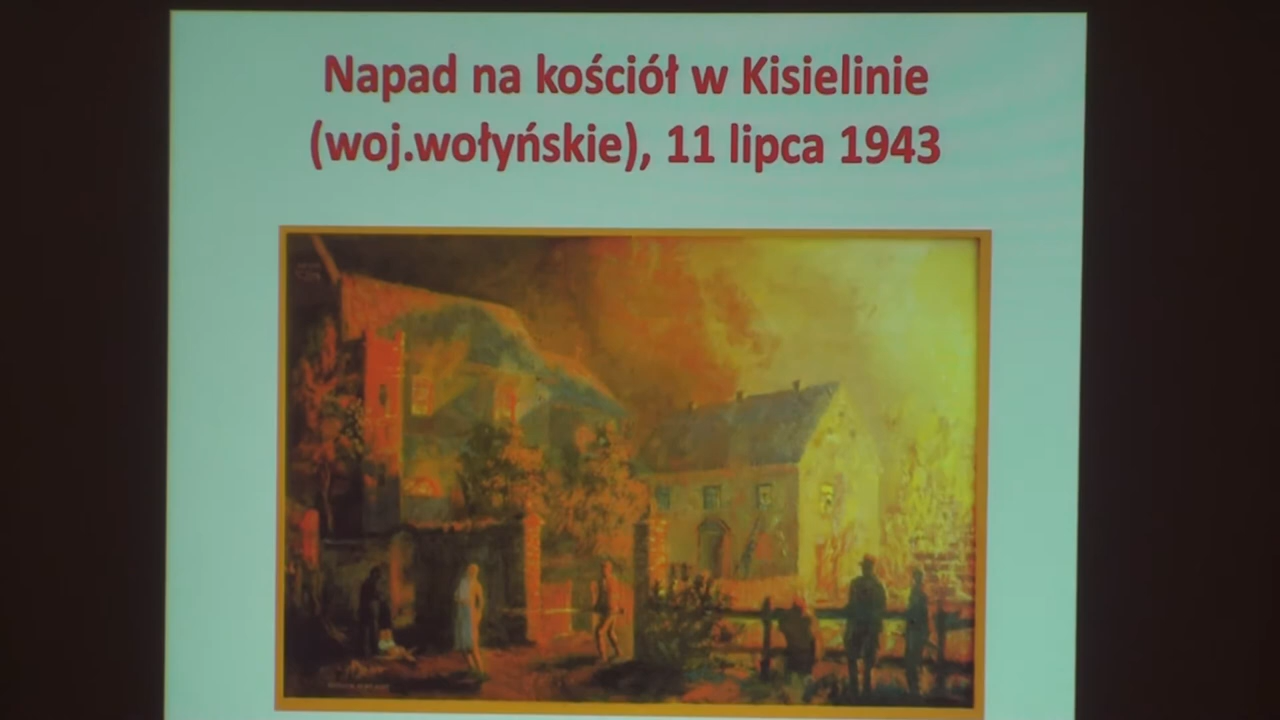 Napad na kościół w Kisielinie
(woj.wołyńskie), 11 lipca 1943